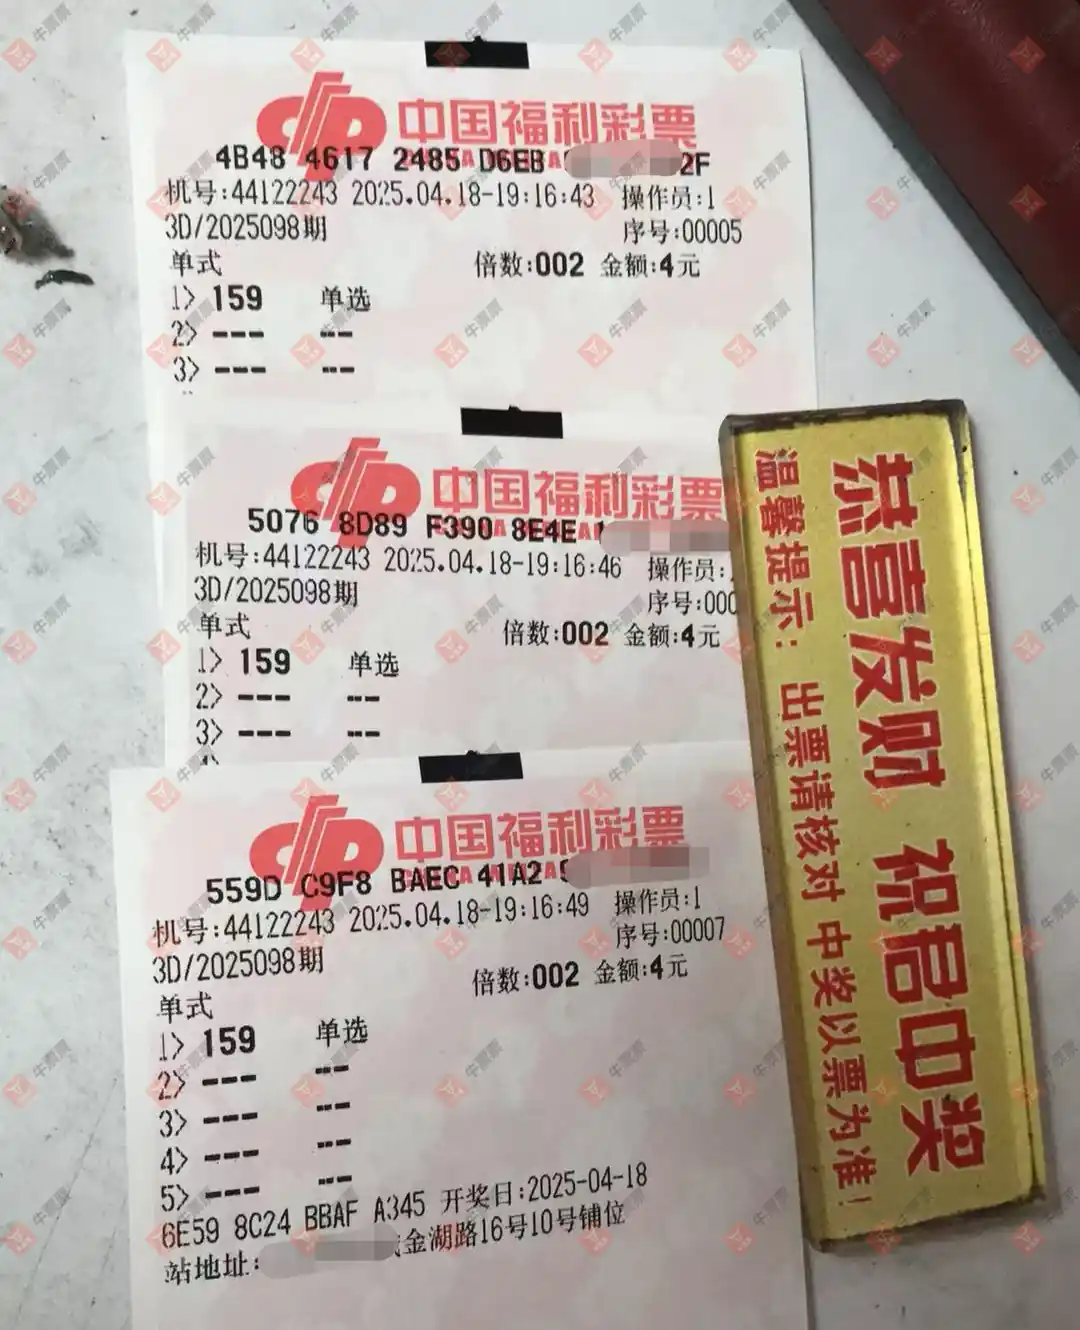 中国福利彩票
4B48 4617 2485 D6EB 2F
机号:44122243 2025.04.18-19:16:43 操作员:1
3D/2025098期 序号:00005
单式 倍数:002 金额:4元
1> 159 单选
2> --- --
3> --- --
中国福利彩票
5076 8D89 F390 8E4E
机号:44122243 2025.04.18-19:16:46 操作员:
3D/2025098期 序号:000
单式 倍数:002 金额:4元
1> 159 单选
2> --- --
3> --- --
中国福利彩票
559D C9F8 BAEC 41A2
机号:44122243 2025.04.18-19:16:49 操作员:1
3D/2025098期 序号:00007
单式 倍数:002 金额:4元
1> 159 单选
2> --- --
3> --- --
4> --- --
5> --- --
6E59 8C24 BBAF A345 开奖日:2025-04-18
站地址: 金湖路16号10号铺位
恭喜发财 祝君中奖
温馨提示: 出票请核对 中奖以票为准!
牛票票